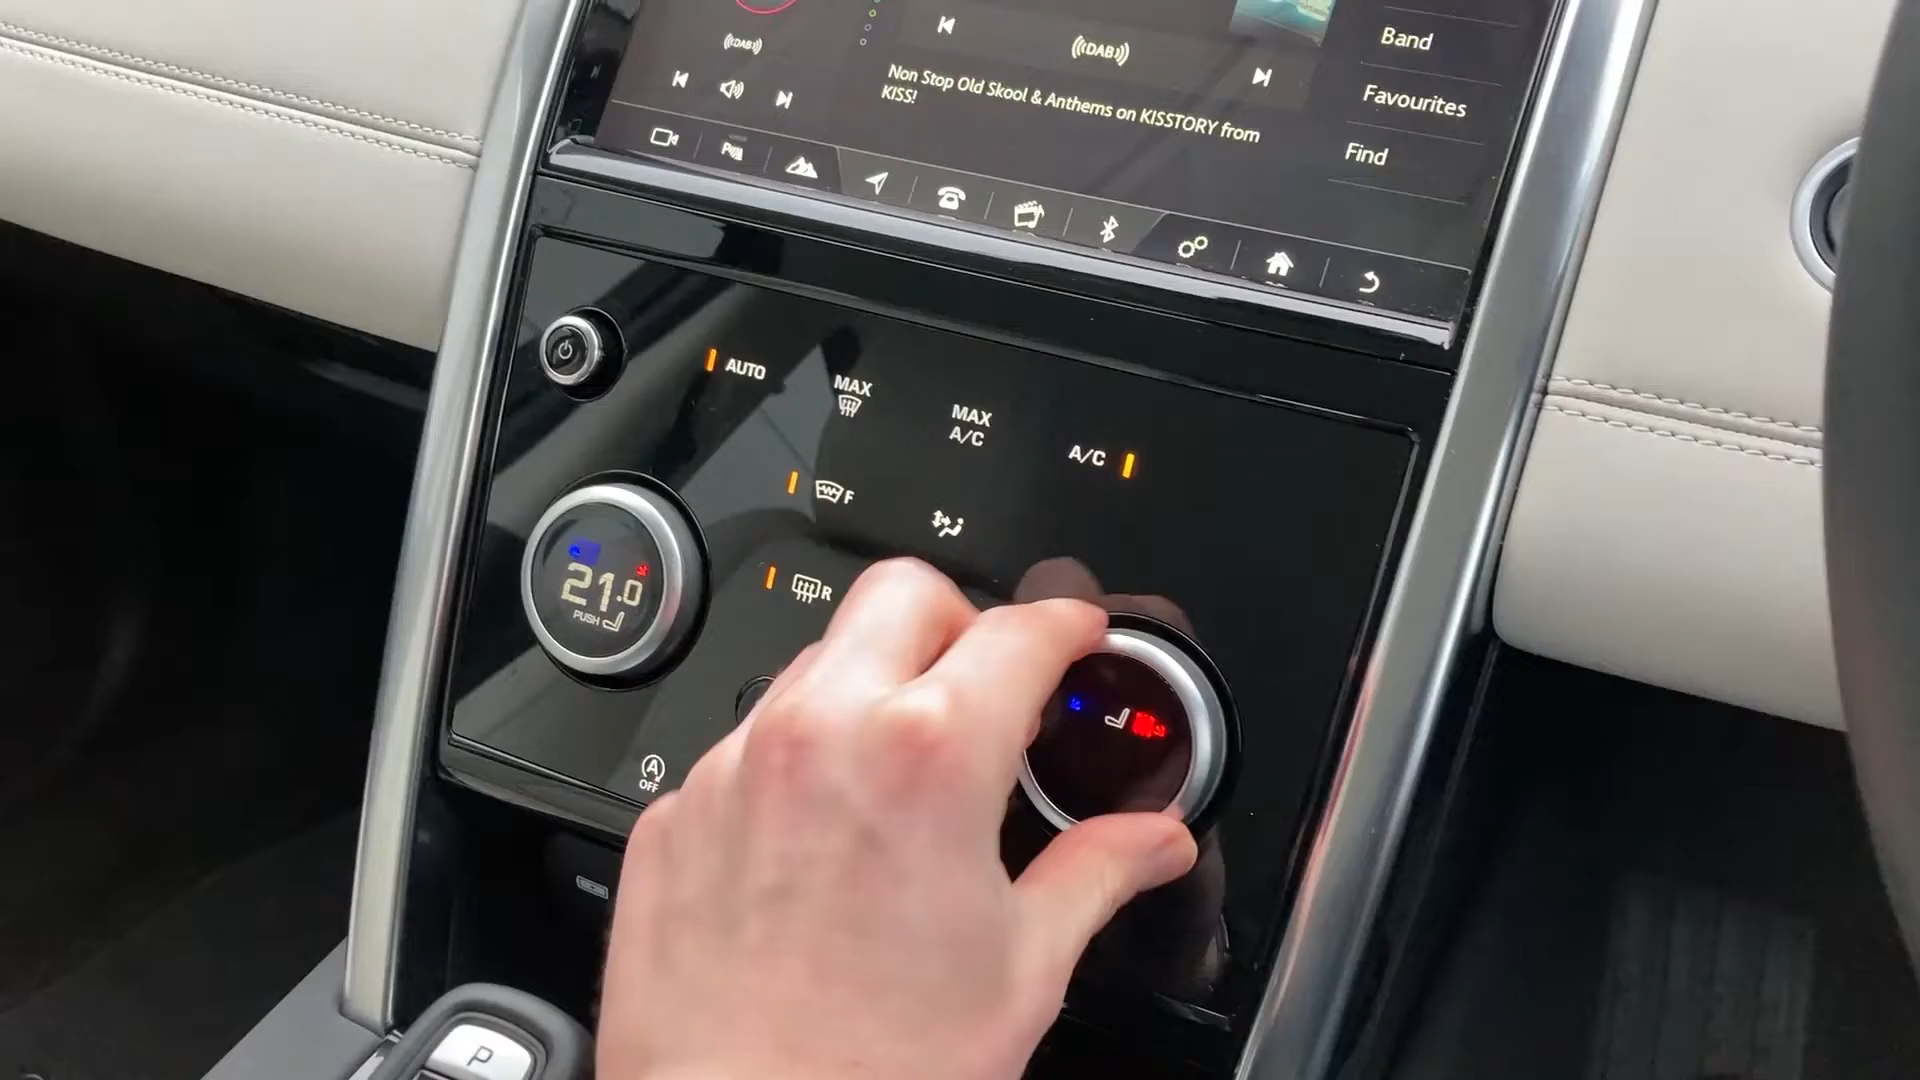 Band
((DAB))
((DAB))
Favourites
Non Stop Old Skool & Anthems on KISSTORY from
KISS!
Find
P
AUTO
MAX
MAX
A/C
A/C
F
21.0
PUSH
R
A
OFF
P